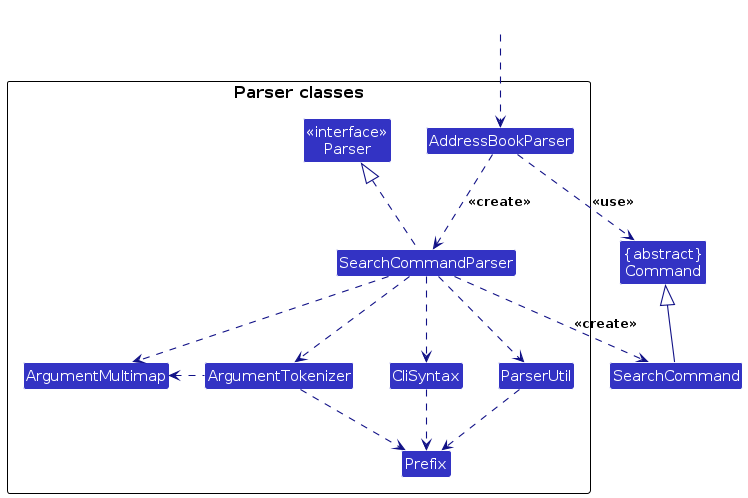 Parser classes
«interface»
Parser
AddressBookParser
«create»
«use»
{abstract}
Command
SearchCommandParser
«create»
ArgumentMultimap
ArgumentTokenizer
CliSyntax
ParserUtil
SearchCommand
Prefix